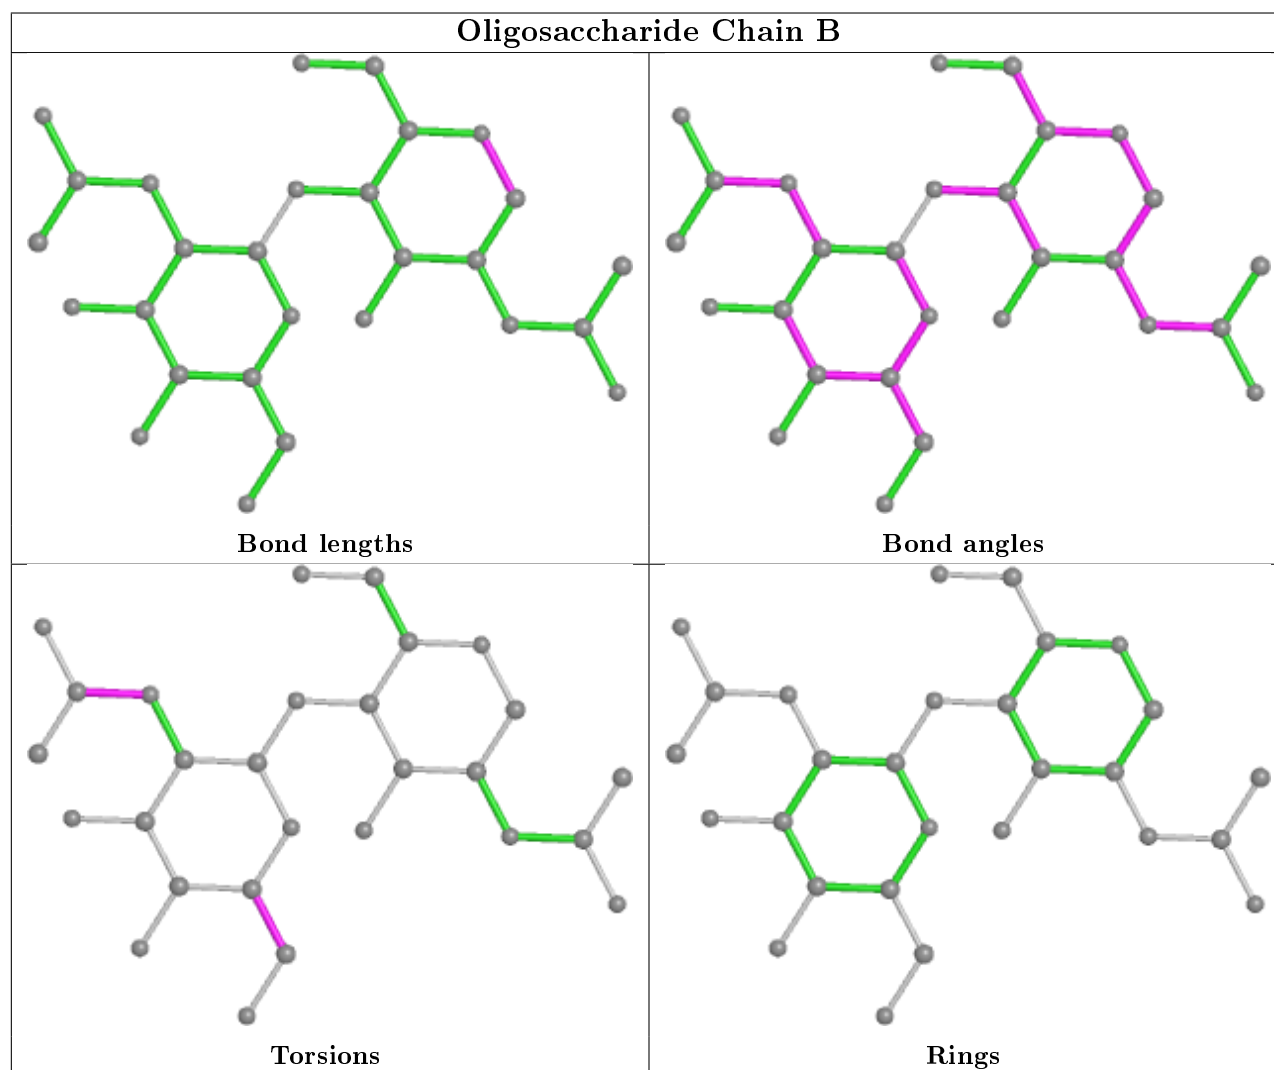 Oligosaccharide Chain B
Bond lengths
Bond angles
Torsions
Rings